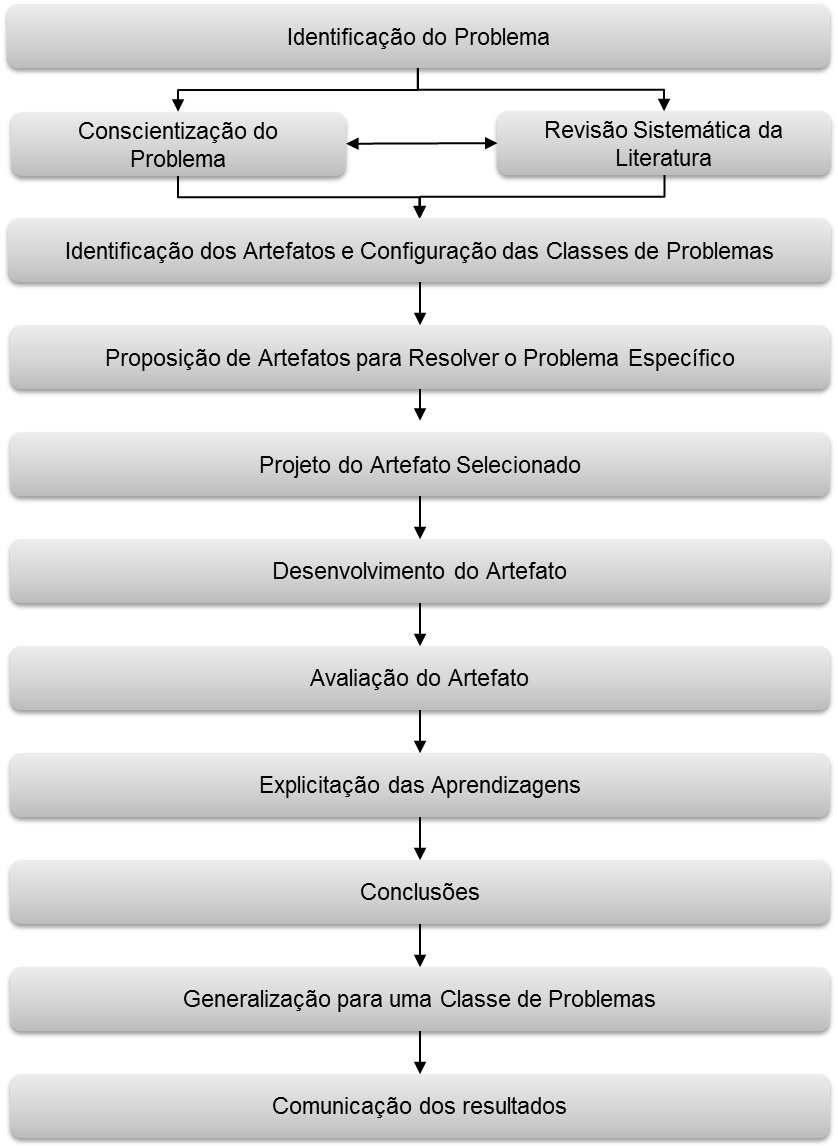 Identificação do Problema
Conscientização do
Problema
Revisão Sistemática da
Literatura
Identificação dos Artefatos e Configuração das Classes de Problemas
Proposição de Artefatos para Resolver o Problema Específico
Projeto do Artefato Selecionado
Desenvolvimento do Artefato
Avaliação do Artefato
Explicitação das Aprendizagens
Conclusões
Generalização para uma Classe de Problemas
Comunicação dos resultados